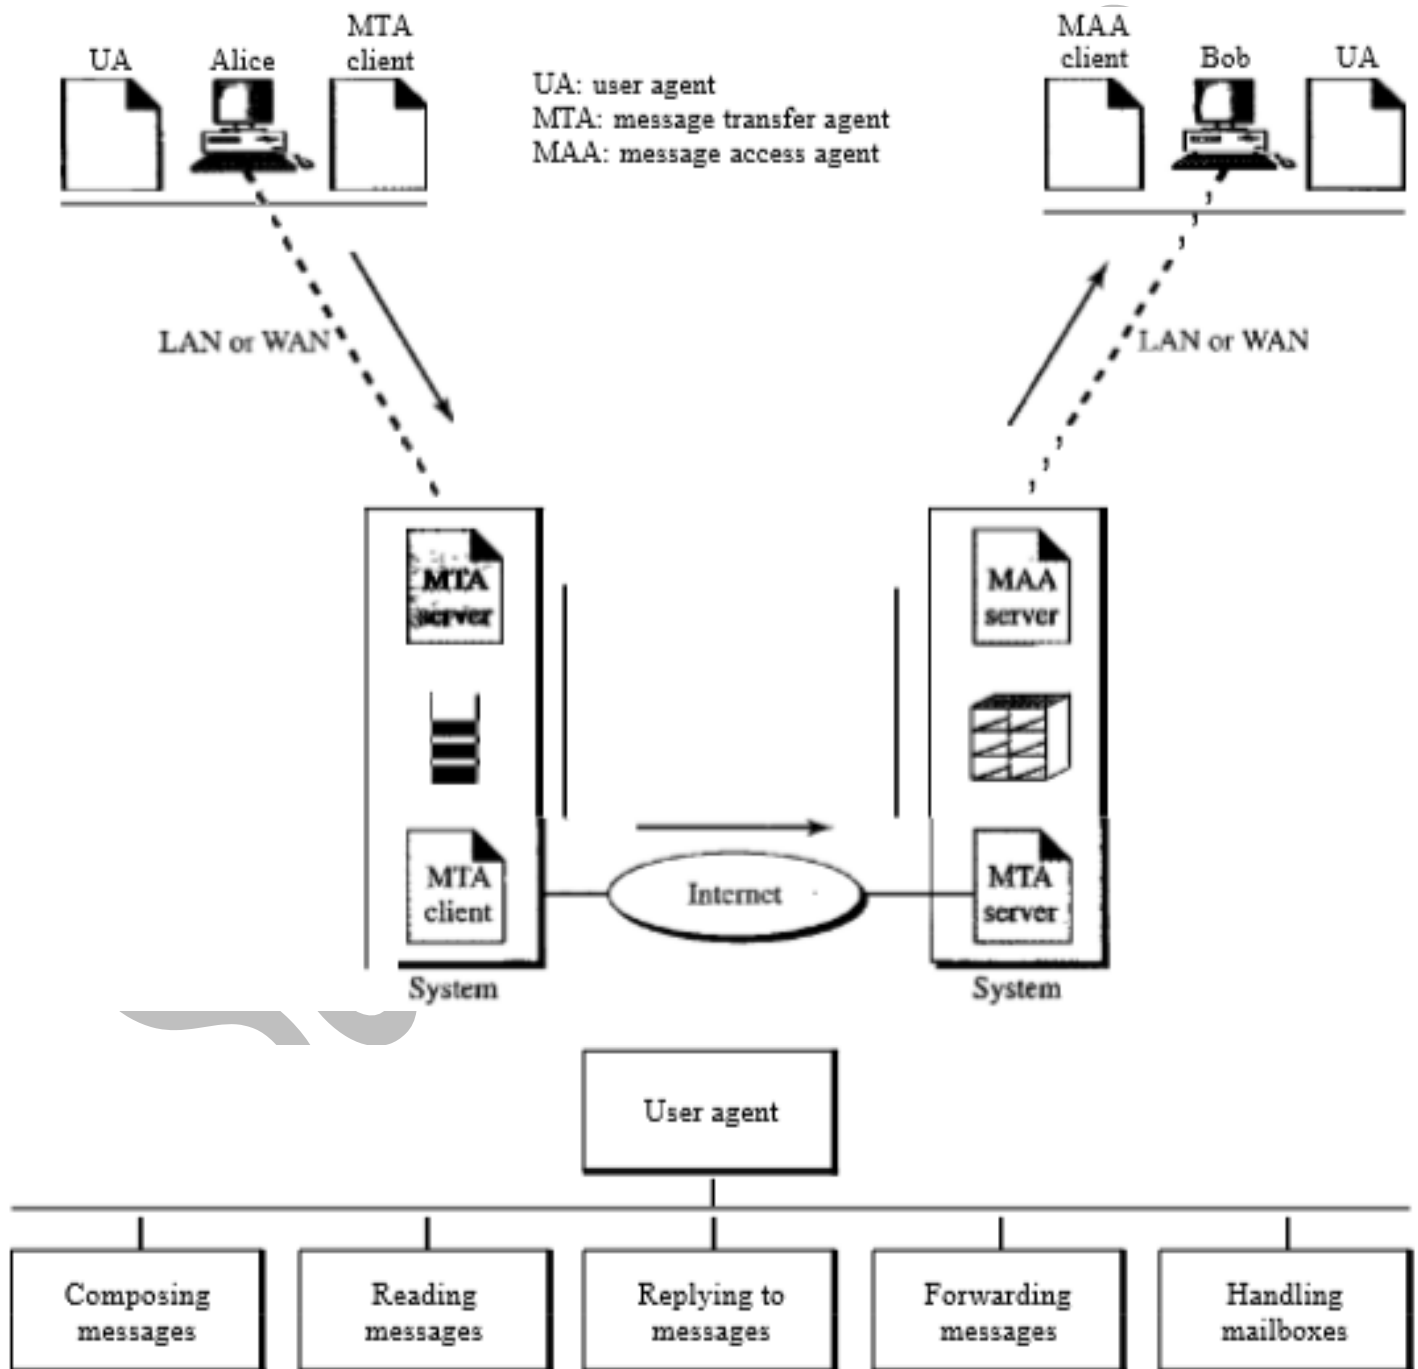 MTA
client
UA
Alice
UA: user agent
MTA: message transfer agent
MAA: message access agent
MAA
client
Bob
UA
LAN or WAN
LAN or WAN
MTA
server
MAA
server
MTA
client
Internet
MTA
server
System
System
User agent
Composing
messages
Reading
messages
Replying to
messages
Forwarding
messages
Handling
mailboxes